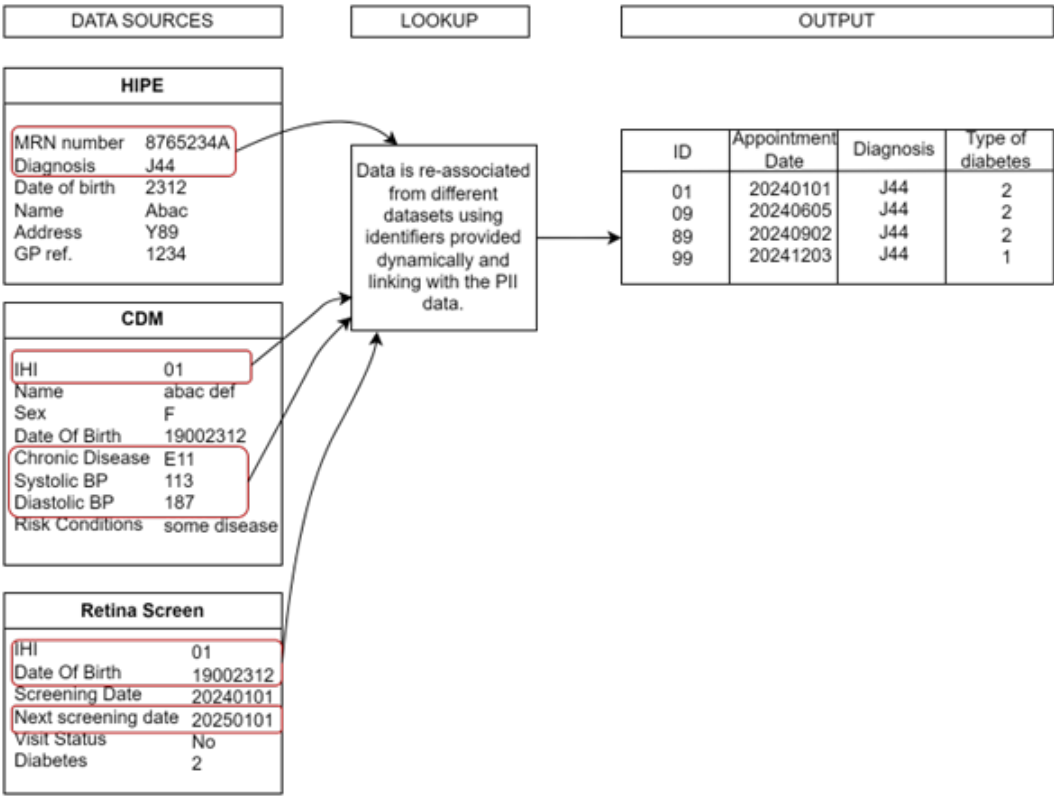 DATA SOURCES
LOOKUP
OUTPUT
HIPE
MRN number 8765234A
Diagnosis J44
Date of birth 2312
Name Abac
Address Y89
GP ref. 1234
CDM
IHI 01
Name abac def
Sex F
Date Of Birth 19002312
Chronic Disease E11
Systolic BP 113
Diastolic BP 187
Risk Conditions some disease
Retina Screen
IHI 01
Date Of Birth 19002312
Screening Date 20240101
Next screening date 20250101
Visit Status No
Diabetes 2
Data is re-associated
from different
datasets using
identifiers provided
dynamically and
linking with the PII
data.
ID Appointment Date Diagnosis Type of diabetes
01 20240101 J44 2
09 20240605 J44 2
89 20240902 J44 2
99 20241203 J44 1